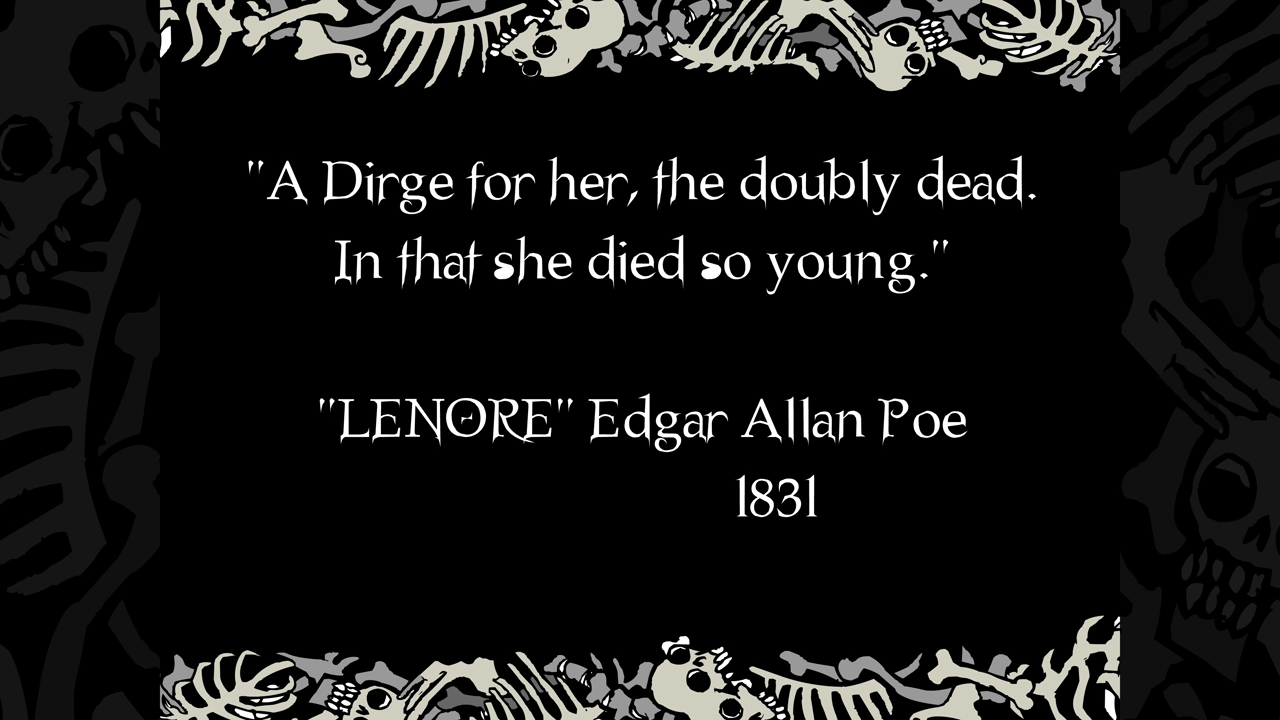 "A Dirge for her, the doubly dead.
In that she died so young."
"LENORE" Edgar Allan Poe
1831